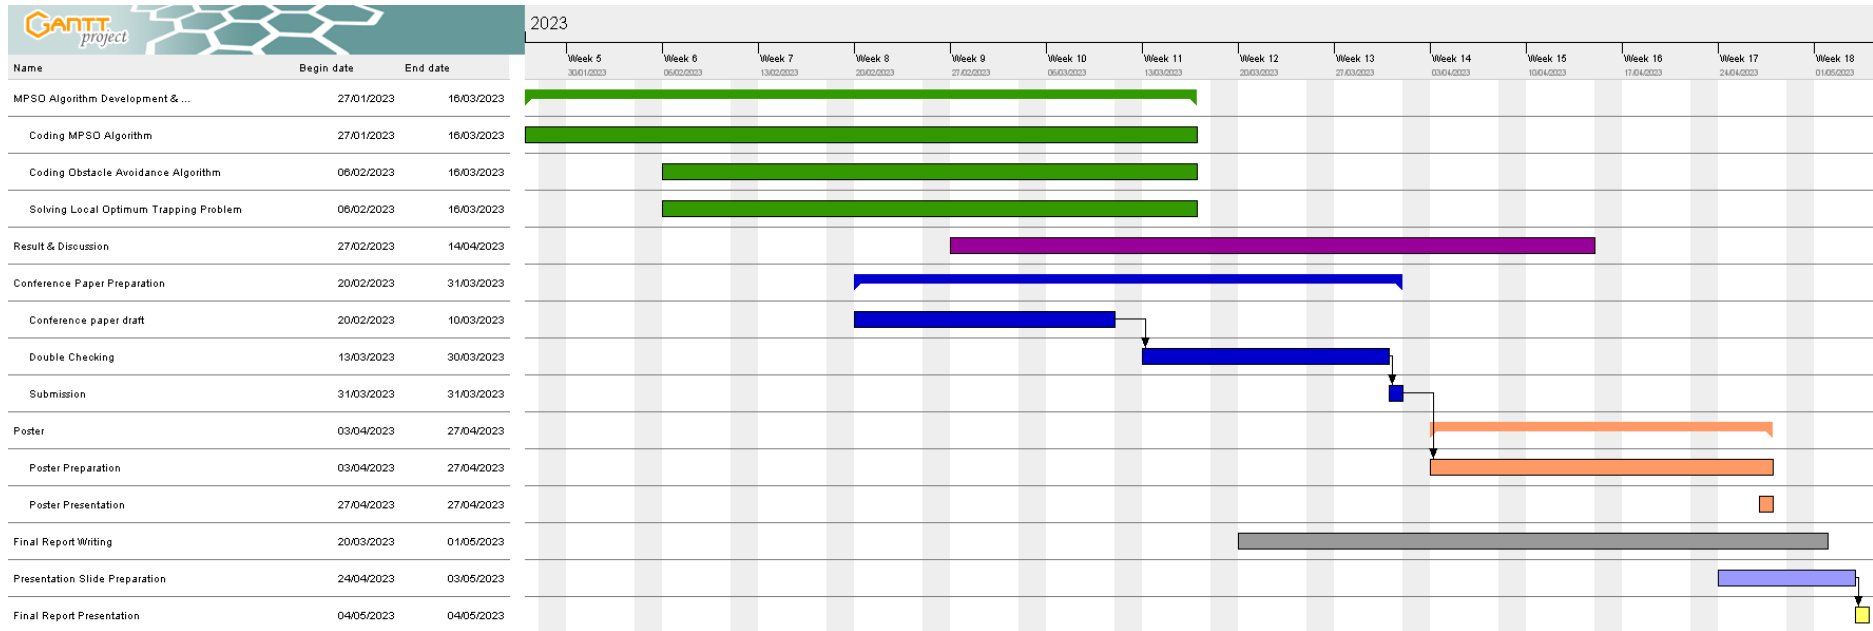 GANTT
project
2023
Week 5 Week 6 Week 7 Week 8 Week 9 Week 10 Week 11 Week 12 Week 13 Week 14 Week 15 Week 16 Week 17 Week 18
Name Begin date End date
30/01/2023 06/02/2023 13/02/2023 20/02/2023 27/02/2023 06/03/2023 13/03/2023 20/03/2023 27/03/2023 03/04/2023 10/04/2023 17/04/2023 24/04/2023 01/05/2023
MPSO Algorithm Development & ... 27/01/2023 16/03/2023
Coding MPSO Algorithm 27/01/2023 16/03/2023
Coding Obstacle Avoidance Algorithm 06/02/2023 16/03/2023
Solving Local Optimum Trapping Problem 06/02/2023 16/03/2023
Result & Discussion 27/02/2023 14/04/2023
Conference Paper Preparation 20/02/2023 31/03/2023
Conference paper draft 20/02/2023 10/03/2023
Double Checking 13/03/2023 30/03/2023
Submission 31/03/2023 31/03/2023
Poster 03/04/2023 27/04/2023
Poster Preparation 03/04/2023 27/04/2023
Poster Presentation 27/04/2023 27/04/2023
Final Report Writing 20/03/2023 01/05/2023
Presentation Slide Preparation 24/04/2023 03/05/2023
Final Report Presentation 04/05/2023 04/05/2023